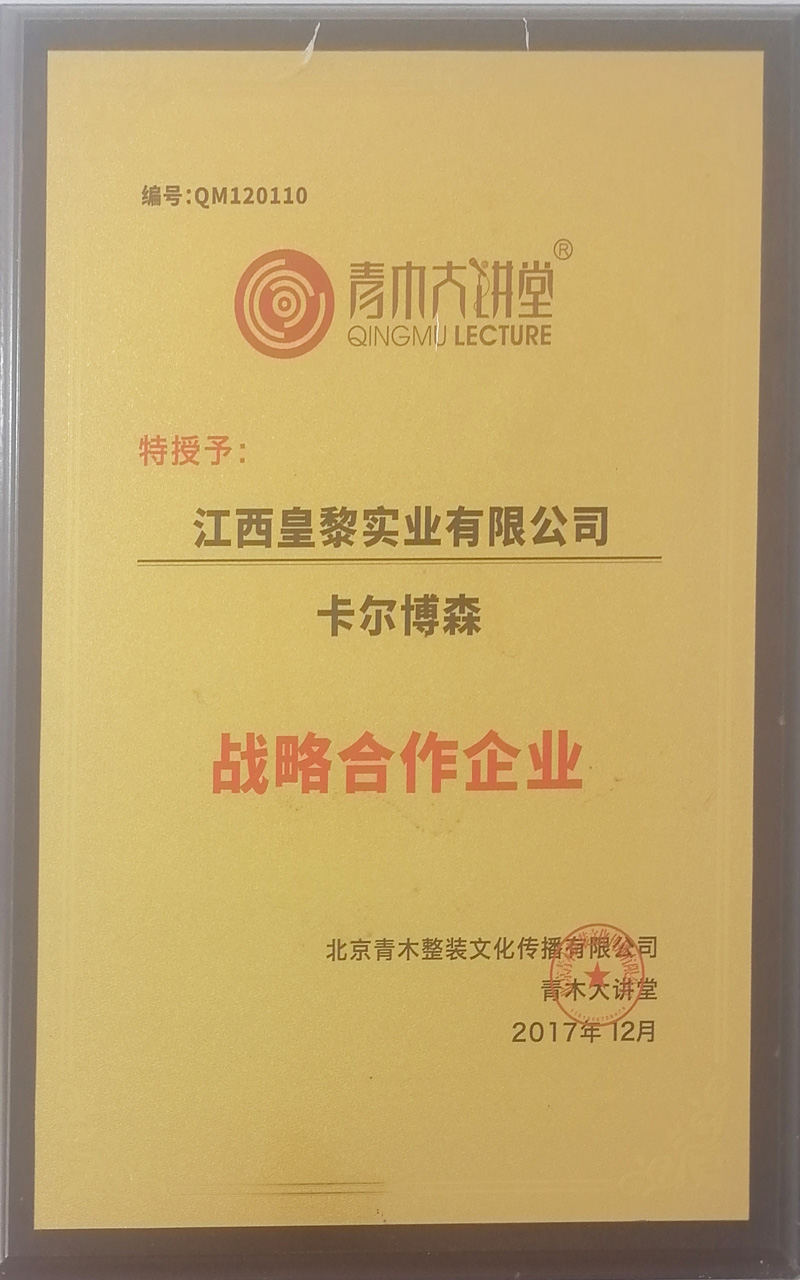 编号:QM120110
青木大讲堂®
QINGMU LECTURE
特授予:
江西皇黎实业有限公司
卡尔博森
战略合作企业
北京青木整装文化传播有限公司
青木大讲堂
2017年12月